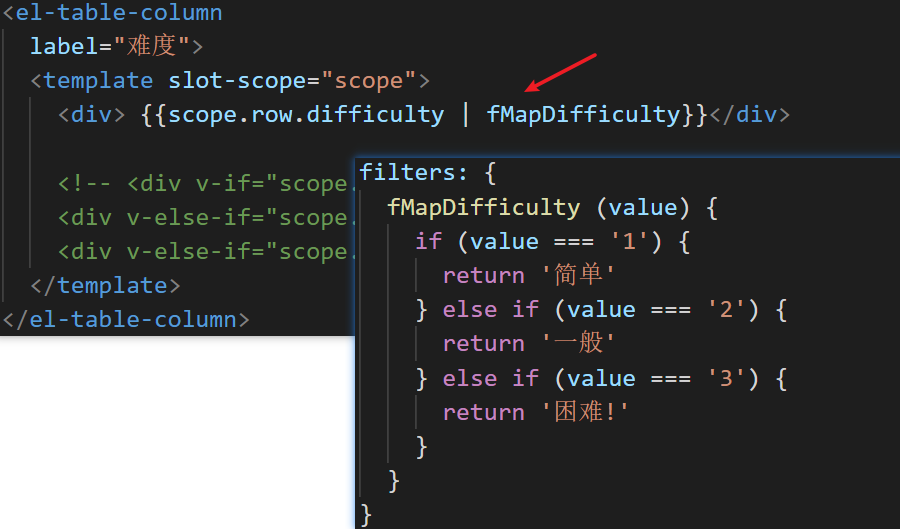 <el-table-column
label="难度">
<template slot-scope="scope">
<div> {{scope.row.difficulty | fMapDifficulty}}</div>
<!-- <div v-if="scope.
<div v-else-if="scope.
<div v-else-if="scope.
</template>
</el-table-column>
filters: {
fMapDifficulty (value) {
if (value === '1') {
return '简单'
} else if (value === '2') {
return '一般'
} else if (value === '3') {
return '困难!'
}
}
}